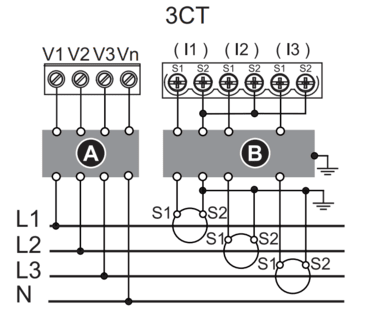 3CT
V1 V2 V3 Vn (I1) (I2) (I3)
S1 S2 S1 S2 S1 S2
A B
S1 S2
L1
S1 S2
L2
S1 S2
L3
N